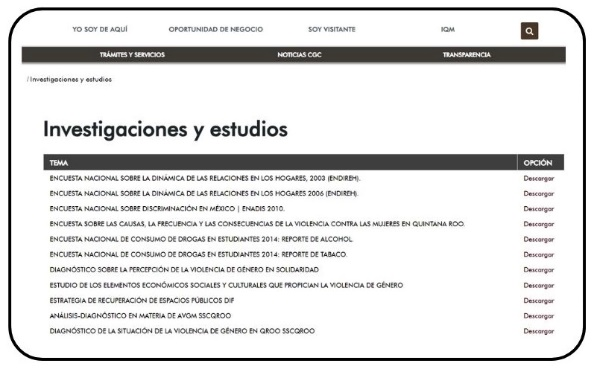 YO SOY DE AQUÍ OPORTUNIDAD DE NEGOCIO SOY VISITANTE IQM
TRÁMITES Y SERVICIOS NOTICIAS CGC TRANSPARENCIA
/Investigaciones y estudios
Investigaciones y estudios
TEMA OPCIÓN
ENCUESTA NACIONAL SOBRE LA DINÁMICA DE LAS RELACIONES EN LOS HOGARES, 2003 (ENDIREH). Descargar
ENCUESTA NACIONAL SOBRE LA DINÁMICA DE LAS RELACIONES EN LOS HOGARES 2006 (ENDIREH). Descargar
ENCUESTA NACIONAL SOBRE DISCRIMINACIÓN EN MÉXICO | ENADIS 2010. Descargar
ENCUESTA SOBRE LAS CAUSAS, LA FRECUENCIA Y LAS CONSECUENCIAS DE LA VIOLENCIA CONTRA LAS MUJERES EN QUINTANA ROO. Descargar
ENCUESTA NACIONAL DE CONSUMO DE DROGAS EN ESTUDIANTES 2014: REPORTE DE ALCOHOL. Descargar
ENCUESTA NACIONAL DE CONSUMO DE DROGAS EN ESTUDIANTES 2014: REPORTE DE TABACO. Descargar
DIAGNÓSTICO SOBRE LA PERCEPCIÓN DE LA VIOLENCIA DE GÉNERO EN SOLIDARIDAD Descargar
ESTUDIO DE LOS ELEMENTOS ECONÓMICOS SOCIALES Y CULTURALES QUE PROPICIAN LA VIOLENCIA DE GÉNERO Descargar
ESTRATEGIA DE RECUPERACIÓN DE ESPACIOS PÚBLICOS DIF Descargar
ANÁLISIS-DIAGNÓSTICO EN MATERIA DE AVGM SSCQROO Descargar
DIAGNÓSTICO DE LA SITUACIÓN DE LA VIOLENCIA DE GÉNERO EN QROO SSCQROO Descargar